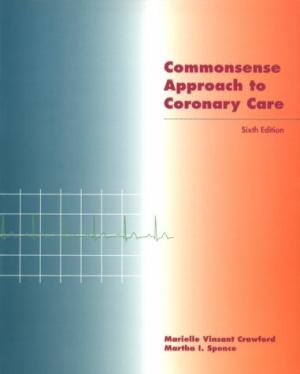 Commonsense
Approach to
Coronary Care
Sixth Edition
Marielle Vinsant Crawford
Martha I. Spence